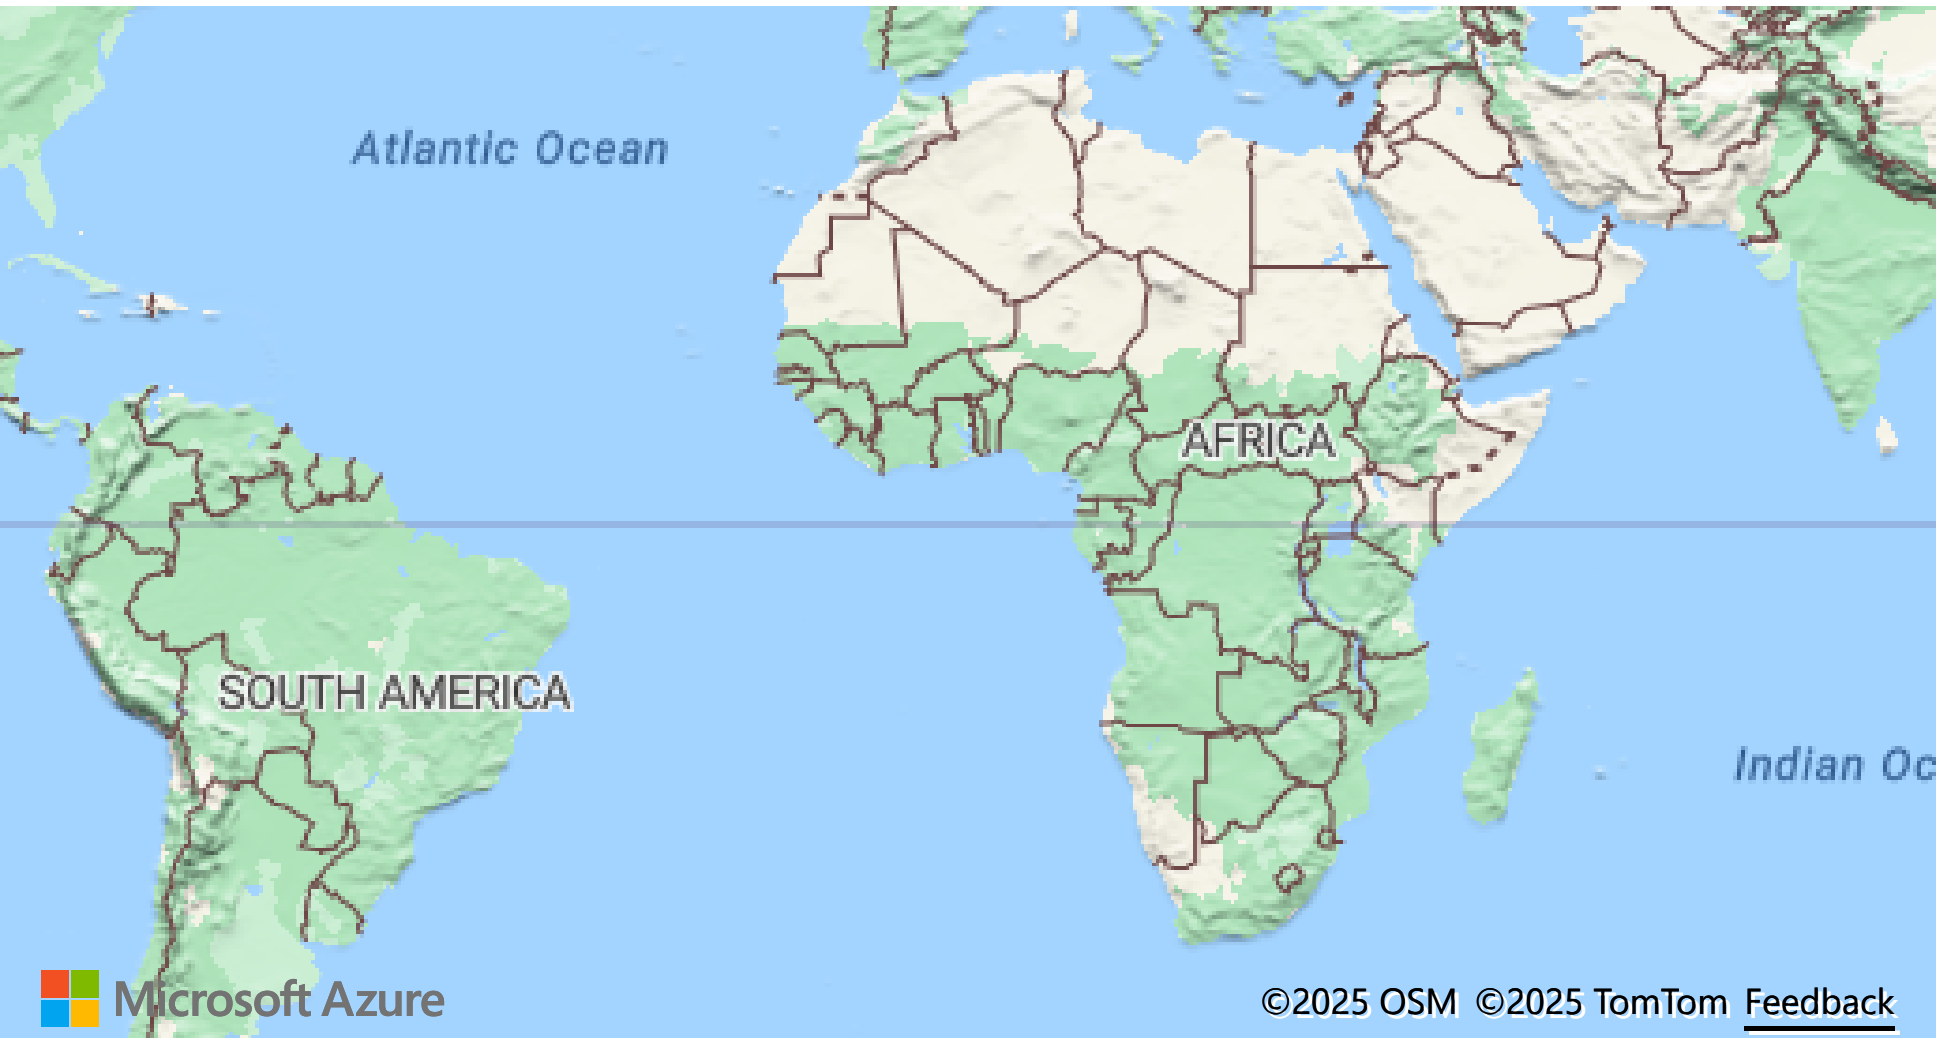 Atlantic Ocean
AFRICA
SOUTH AMERICA
Indian Oc
Microsoft Azure
©2025 OSM ©2025 TomTom Feedback